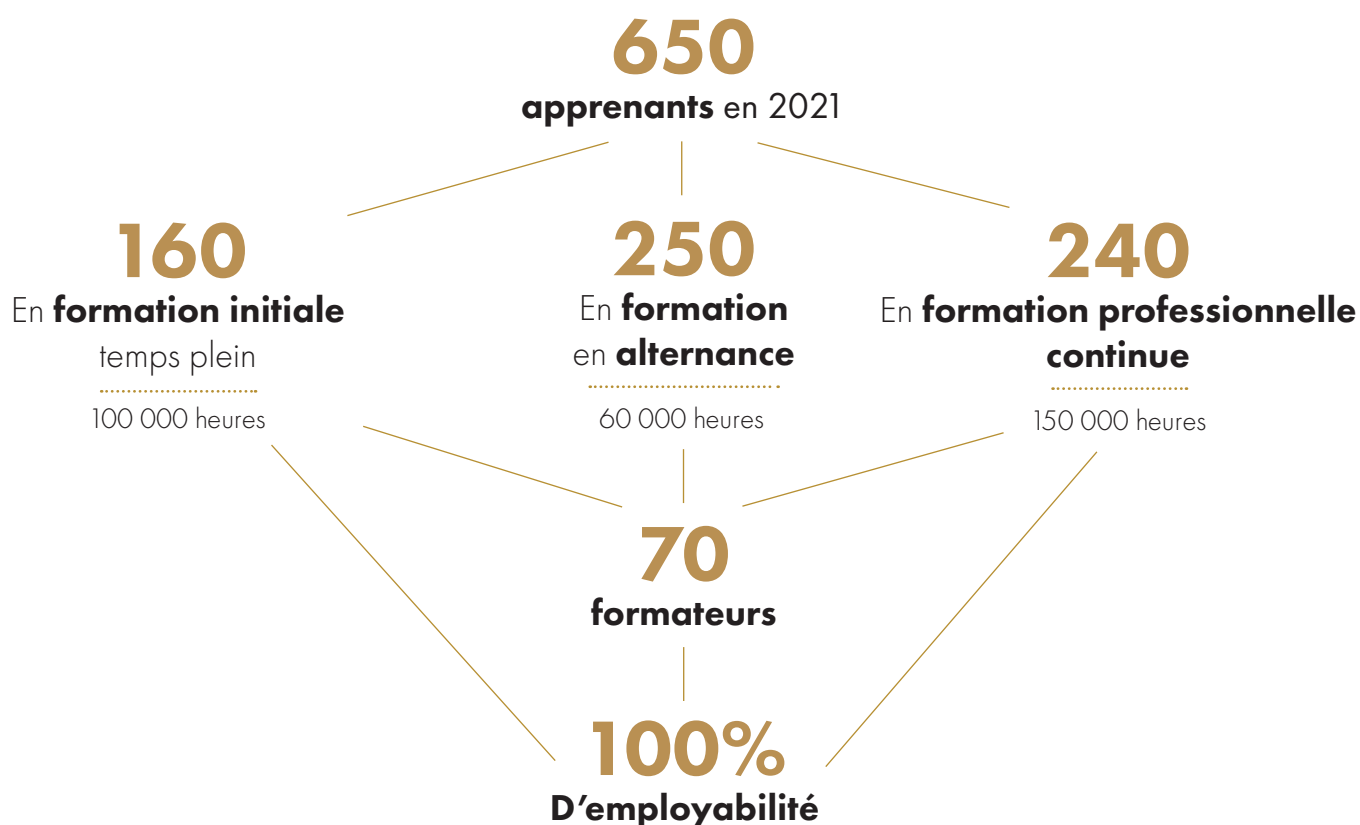 650
apprenants en 2021
160
En formation initiale
temps plein
100 000 heures
250
En formation
en alternance
60 000 heures
240
En formation professionnelle
continue
150 000 heures
70
formateurs
100%
D'employabilité